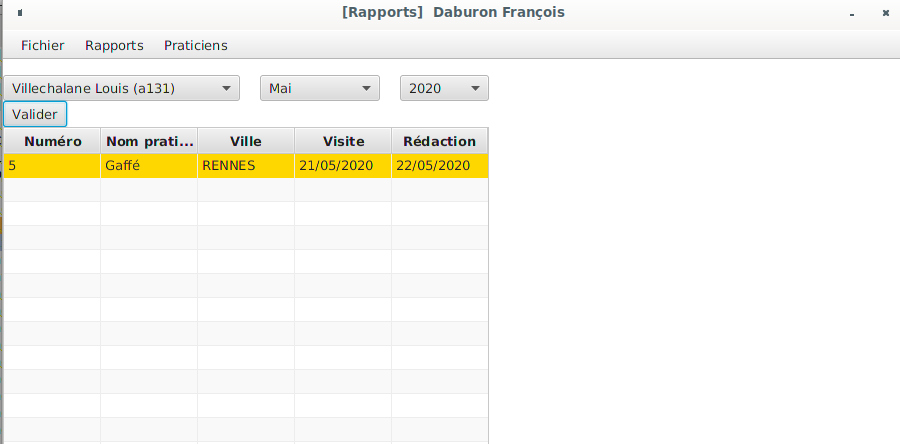 [Rapports] Daburon François
Fichier Rapports Praticiens
Villechalane Louis (a131) Mai 2020
Valider
Numéro Nom prati... Ville Visite Rédaction
5 Gaffé RENNES 21/05/2020 22/05/2020